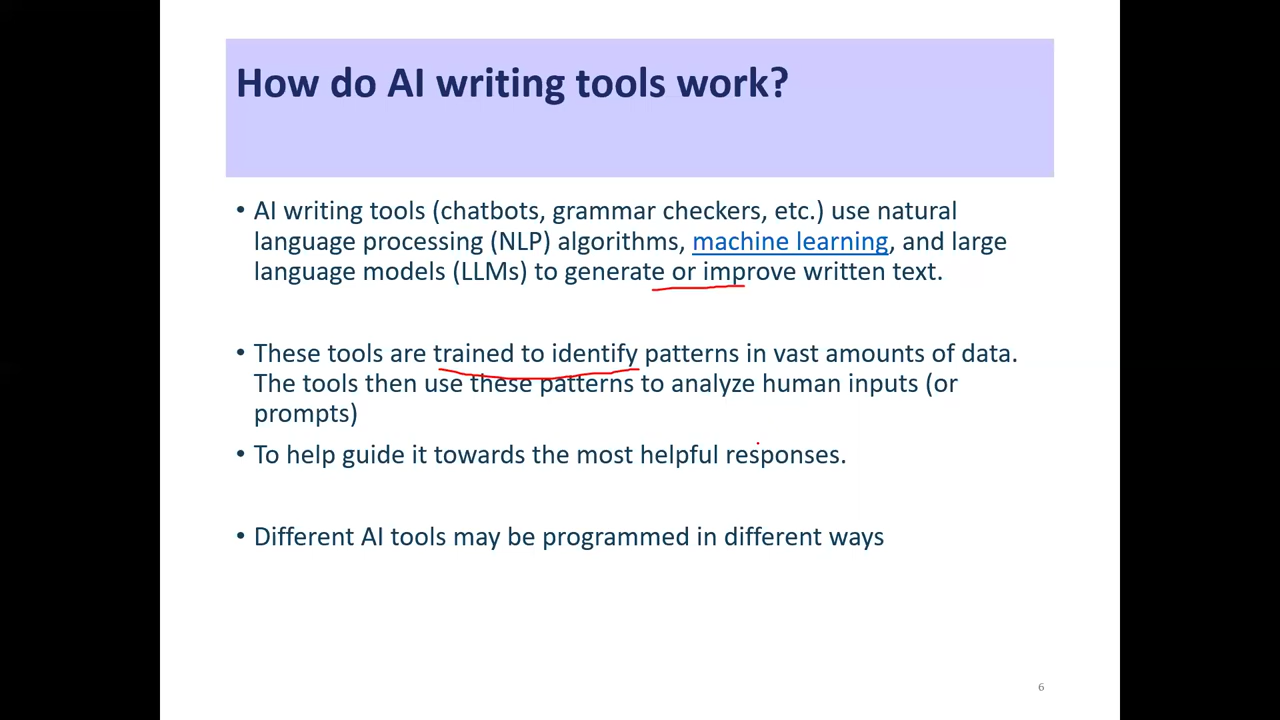 How do AI writing tools work?
• AI writing tools (chatbots, grammar checkers, etc.) use natural
language processing (NLP) algorithms, machine learning, and large
language models (LLMs) to generate or improve written text.
• These tools are trained to identify patterns in vast amounts of data.
The tools then use these patterns to analyze human inputs (or
prompts)
• To help guide it towards the most helpful responses.
• Different AI tools may be programmed in different ways
6